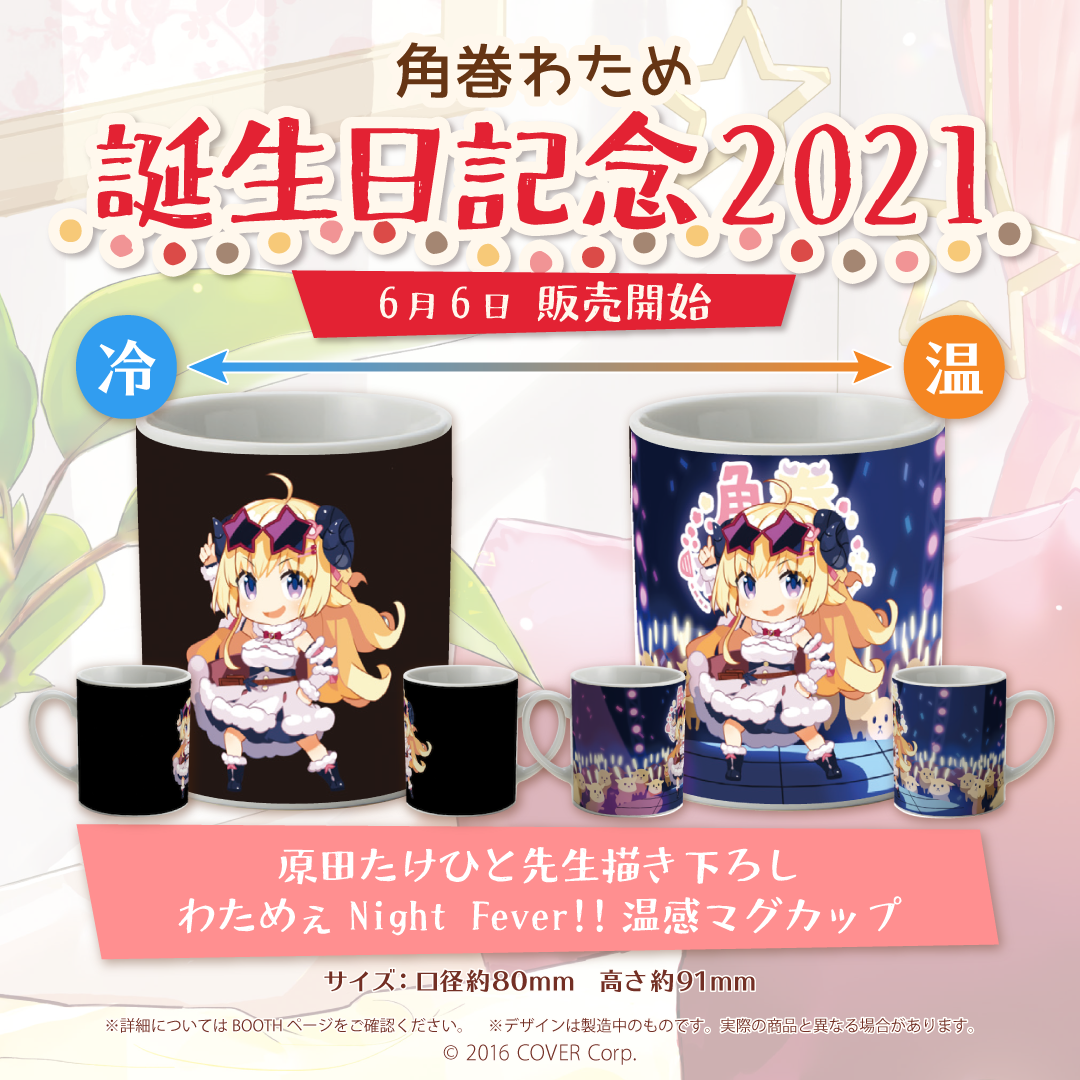 角巻わため
誕生日記念2021
6月6日 販売開始
冷
温
角巻
原田たけひと先生描き下ろし
わためぇ Night Fever!! 温感マグカップ
サイズ：口径約80mm 高さ約91mm
※詳細については BOOTH ページをご確認ください。 ※デザインは製造中のものです。実際の商品と異なる場合があります。
© 2016 COVER Corp.